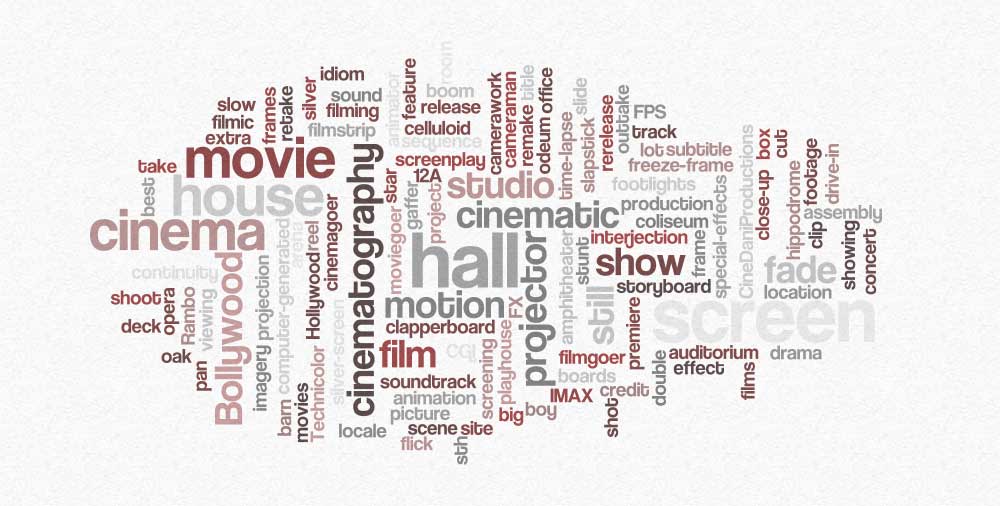 idiom
sound
filming
filmstrip
slow
filmic
extra
frames
retake
silver
animator
feature
boom
room
release
celluloid
sequence
camerawork
cameraman
remake
title
odeum
office
time-lapse
slide
slapstick
rerelease
outtake
FPS
track
lot
subtitle
freeze-frame
box
cut
take
movie
best
house
cinema
screenplay
12A
star
moviegoer
gaffer
project
studio
cinematic
footlights
production
coliseum
interjection
show
storyboard
CineDaniProductions
special-effects
frame
close-up
hippodrome
footage
drive-in
assembly
clip
showing
concert
fade
location
screen
continuity
shoot
deck
opera
Rambo
viewing
oak
pan
Bollywood
imagery
projection
computer-generated
arena
Hollywood
reel
cinemagoer
cinematography
silver-screen
Technicolor
barn
movies
locale
hall
motion
clapperboard
film
CGI
soundtrack
animation
picture
scene
site
flick
sth
screening
playhouse
FX
projector
big
boy
amphitheater
stunt
still
filmgoer
boards
IMAX
credit
shot
premiere
double
auditorium
effect
films
drama